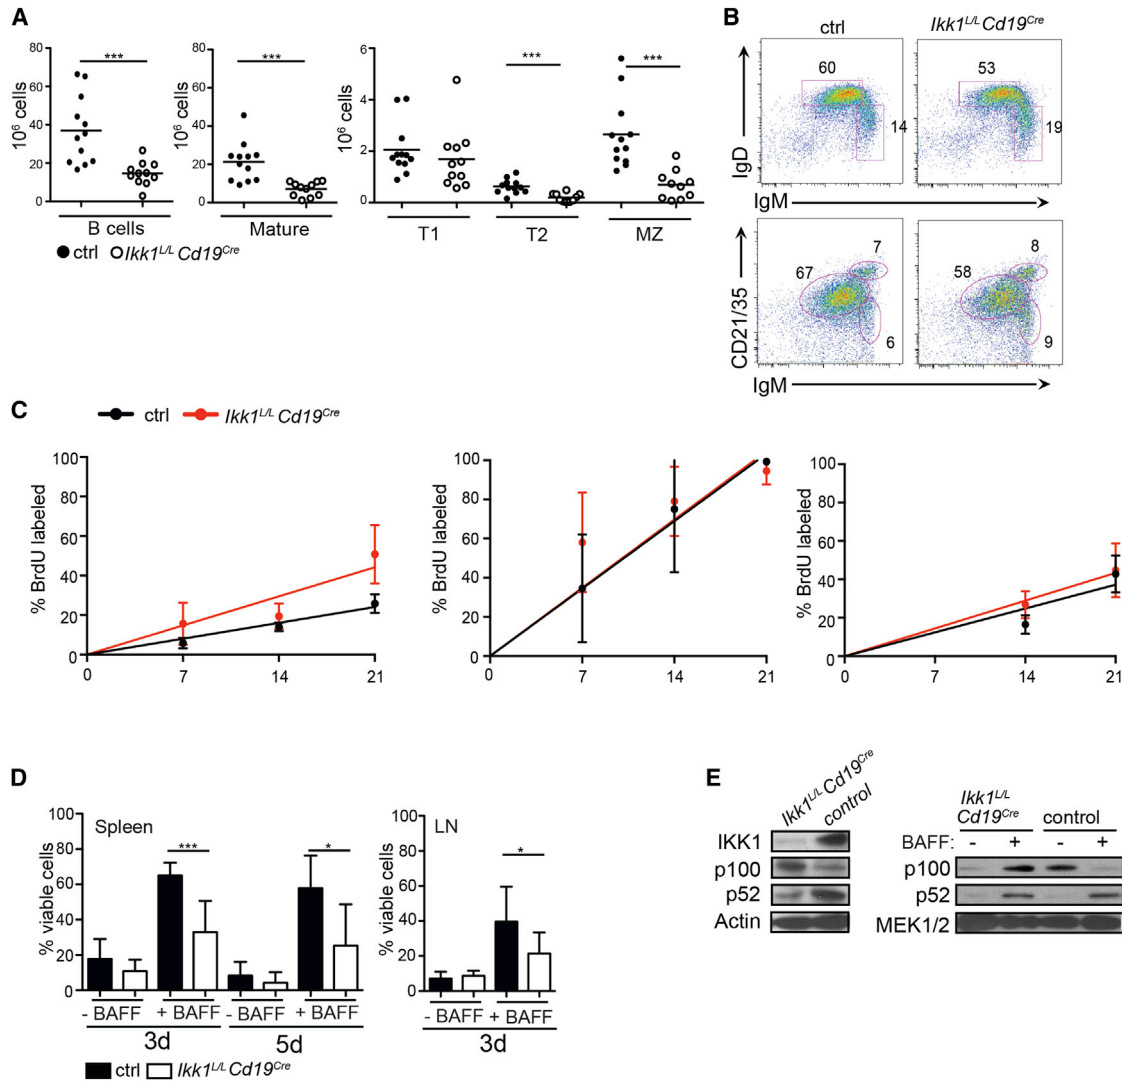 A
80
60
40
20
0
10⁶ cells
***
B cells
80
60
40
20
0
10⁶ cells
***
Mature
6
4
2
0
10⁶ cells
***
***
T1
T2
MZ
ctrl
Ikk1L/L Cd19Cre
B
ctrl
Ikk1L/L Cd19Cre
60
14
53
19
IgD
IgM
67
7
6
58
8
9
CD21/35
IgM
C
ctrl
Ikk1L/L Cd19Cre
100
80
60
40
20
0
% BrdU labeled
0 7 14 21
100
80
60
40
20
0
% BrdU labeled
0 7 14 21
100
80
60
40
20
0
% BrdU labeled
0 7 14 21
D
Spleen
100
80
60
40
20
0
% viable cells
***
*
- BAFF + BAFF - BAFF + BAFF
3d 5d
LN
100
80
60
40
20
0
% viable cells
*
- BAFF + BAFF
3d
ctrl
Ikk1L/L Cd19Cre
E
Ikk1L/L Cd19Cre
control
IKK1
p100
p52
Actin
Ikk1L/L
Cd19Cre
control
BAFF: - + - +
p100
p52
MEK1/2